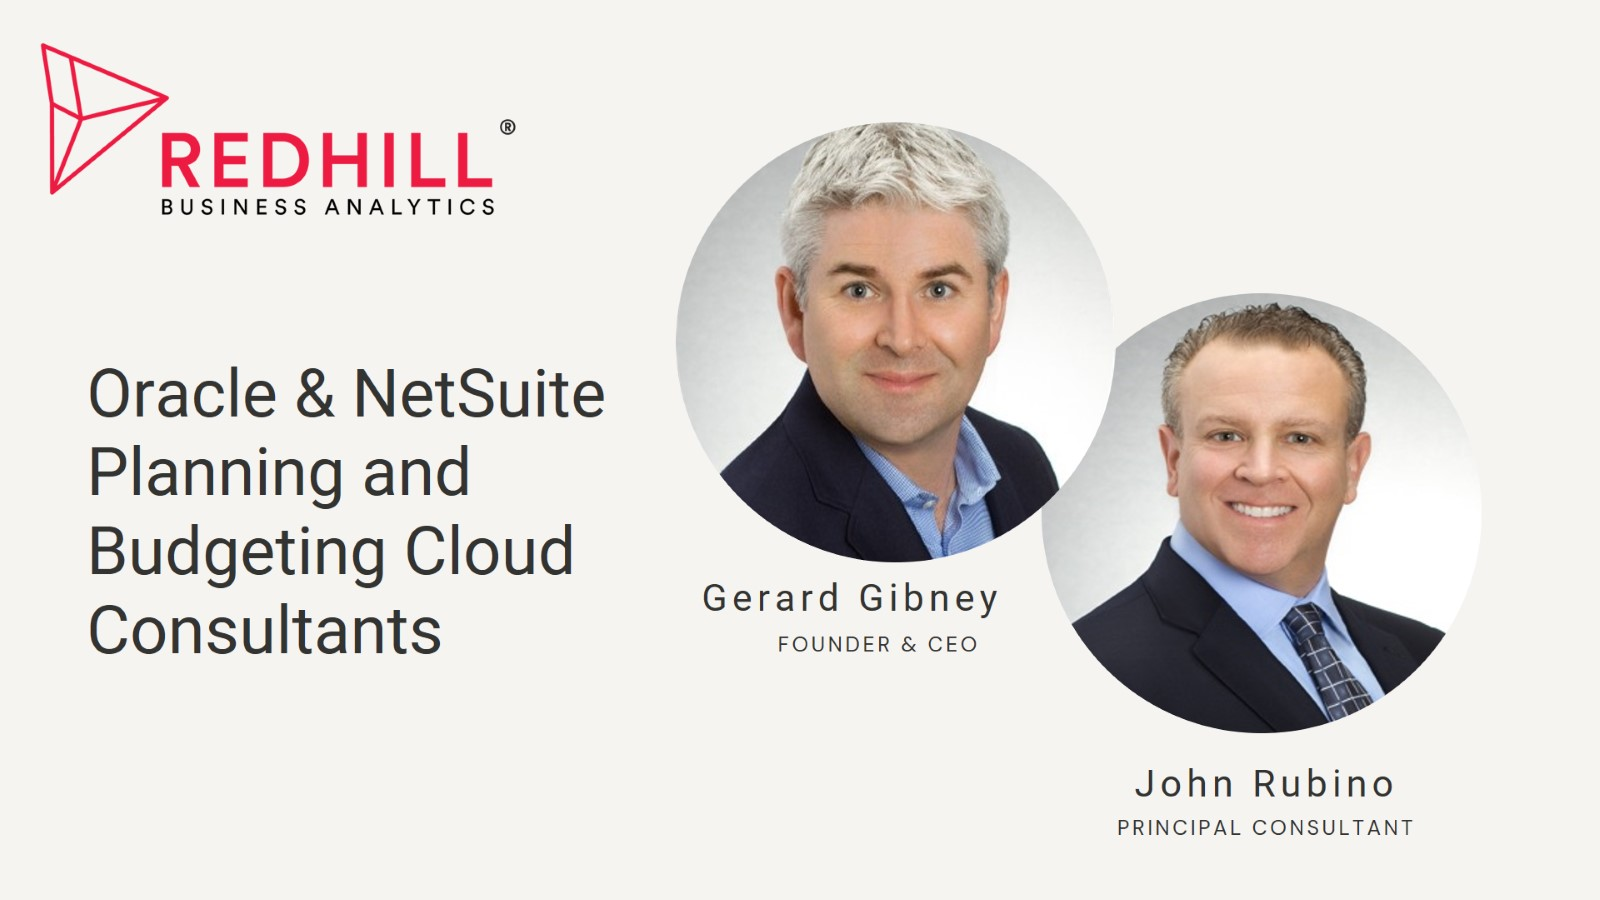 REDHILL®
BUSINESS ANALYTICS
Oracle & NetSuite
Planning and
Budgeting Cloud
Consultants
Gerard Gibney
FOUNDER & CEO
John Rubino
PRINCIPAL CONSULTANT